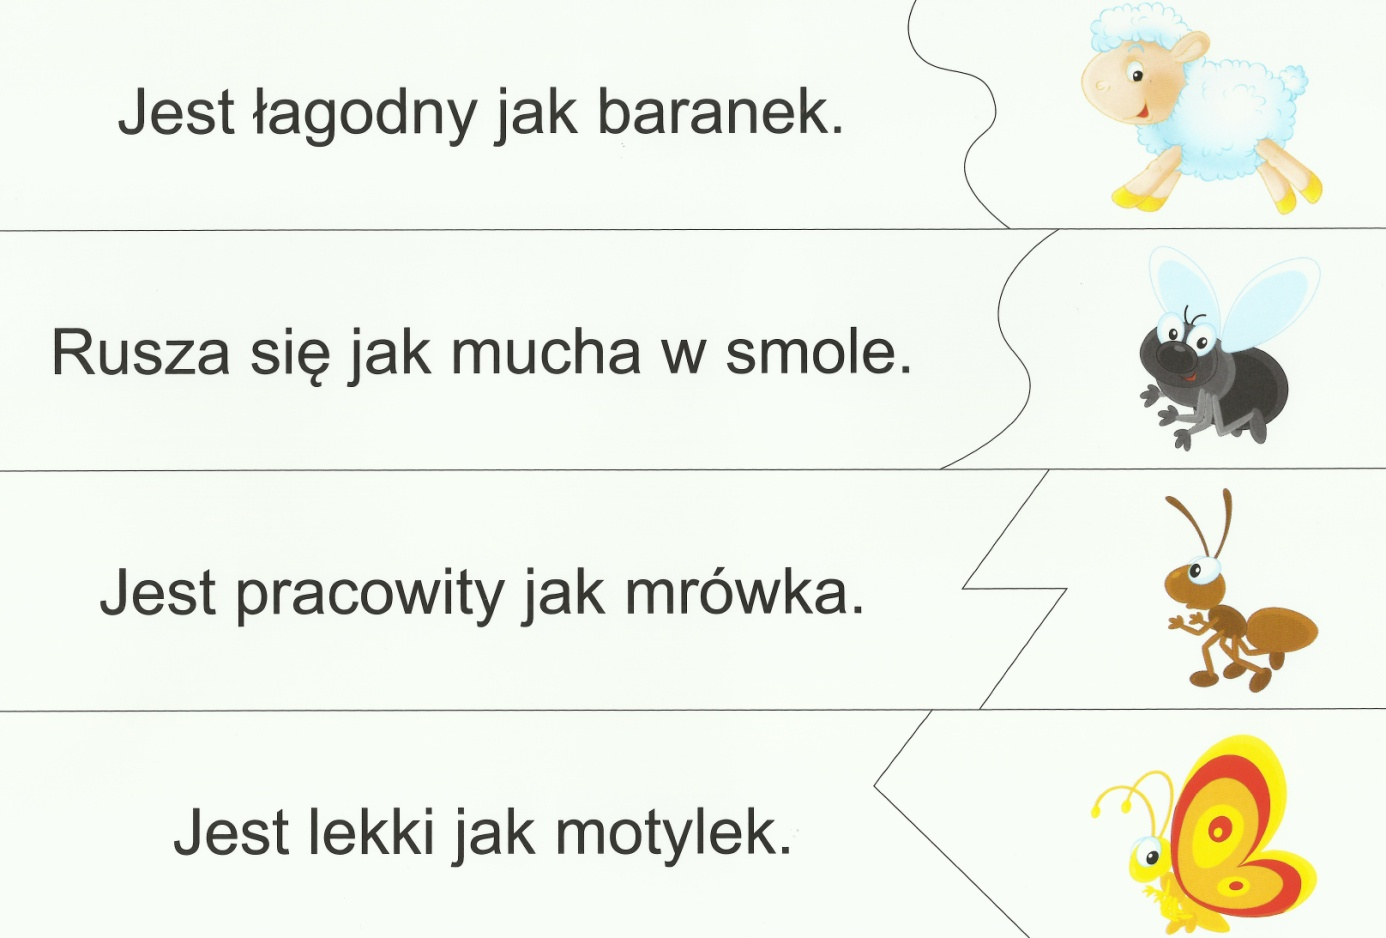 Jest łagodny jak baranek.
Rusza się jak mucha w smole.
Jest pracowity jak mrówka.
Jest lekki jak motylek.